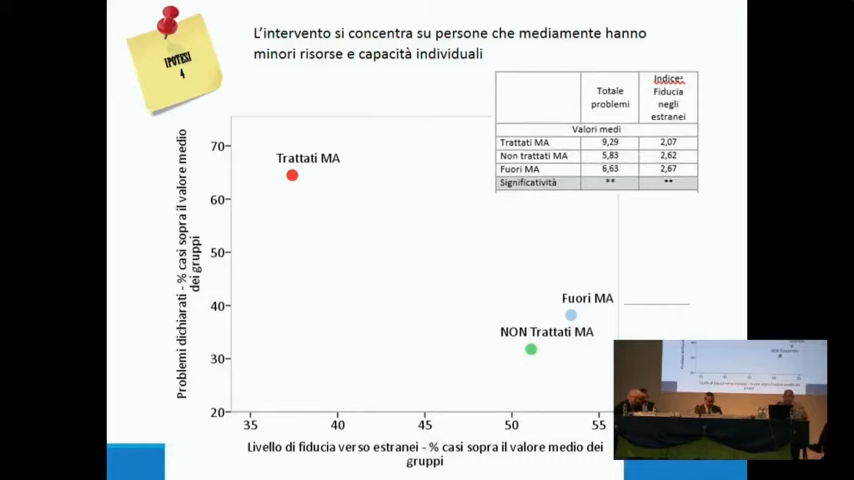 IPOTESI
4
L'intervento si concentra su persone che mediamente hanno
minori risorse e capacità individuali
Totale problemi Indice: Fiducia negli estranei
Valori medi
Trattati MA 9,29 2,07
Non trattati MA 5,83 2,62
Fuori MA 6,63 2,67
Significatività ** **
Problemi dichiarati - % casi sopra il valore medio
dei gruppi
70
60
50
40
30
20
Trattati MA
Fuori MA
NON Trattati MA
35 40 45 50 55
Livello di fiducia verso estranei - % casi sopra il valore medio dei
gruppi